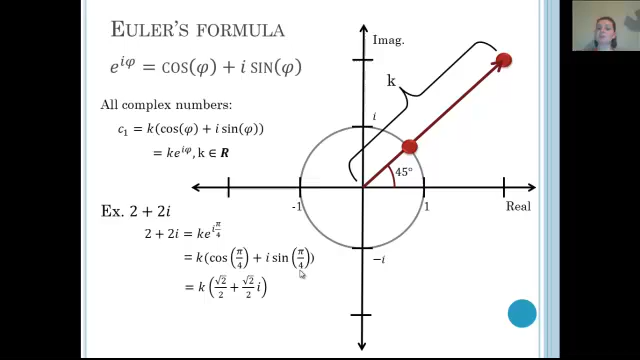 EULER'S FORMULA
e^{iφ} = COS(φ) + i SIN(φ)
All complex numbers:
c₁ = k(cos(φ) + i sin(φ))
= ke^{iφ}, k ∈ R
Ex. 2 + 2i
2 + 2i = ke^{iπ/4}
= k(cos(π/4) + i sin(π/4))
= k(√2/2 + √2/2 i)
Imag.
k
i
45°
-1
1
Real
−i